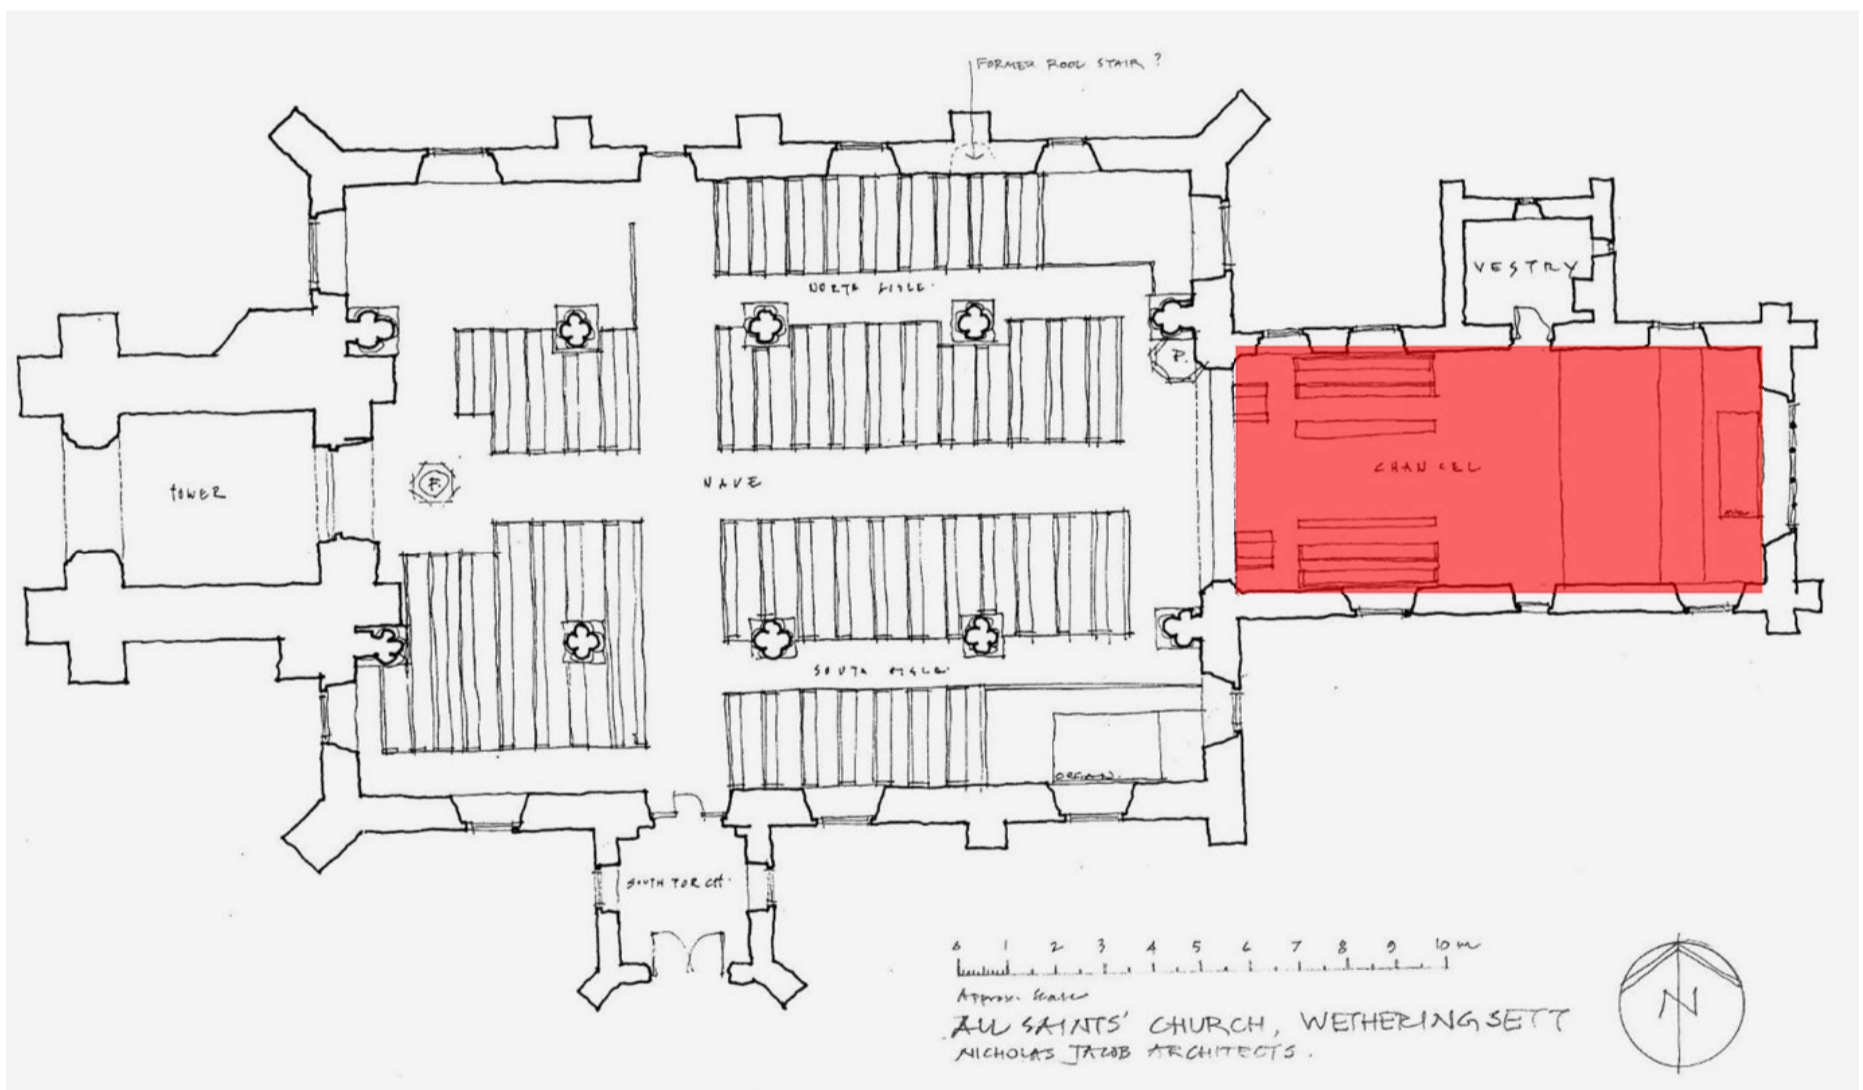 FORMER ROOD STAIR ?
VESTRY
NORTH AISLE.
P.
CHANCEL
NAVE
F.
TOWER
SOUTH AISLE.
ORGAN.
SOUTH PORCH.
0 1 2 3 4 5 6 7 8 9 10 m
Approx. Scale
ALL SAINTS' CHURCH, WETHERINGSETT
NICHOLAS JACOB ARCHITECTS.
N